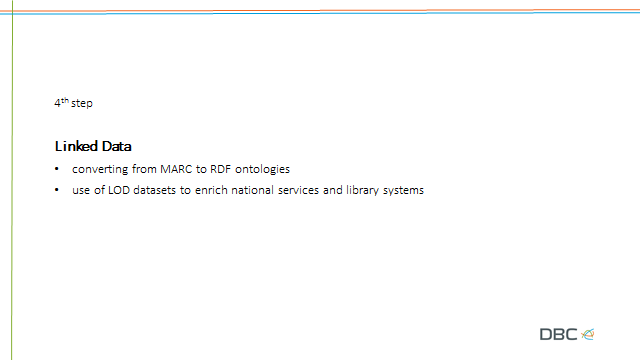 4th step
Linked Data
• converting from MARC to RDF ontologies
• use of LOD datasets to enrich national services and library systems
DBC